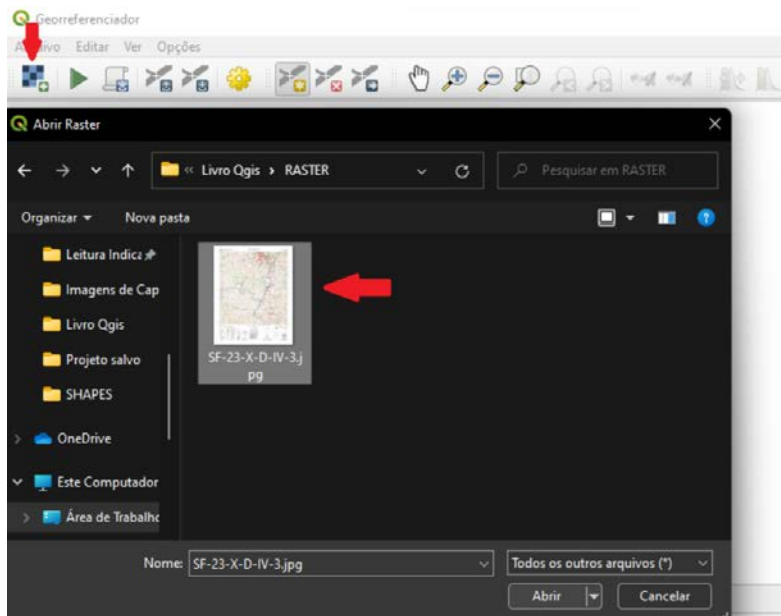 Georreferenciador
Editar Ver Opções
Abrir Raster
« Livro Qgis › RASTER
Pesquisar em RASTER
Organizar Nova pasta
Leitura Indica
Imagens de Cap
Livro Qgis
Projeto salvo
SHAPES
OneDrive
Este Computador
Área de Trabalho
SF-23-X-D-IV-3.j
pg
Nome: SF-23-X-D-IV-3.jpg
Todos os outros arquivos (*)
Abrir
Cancelar